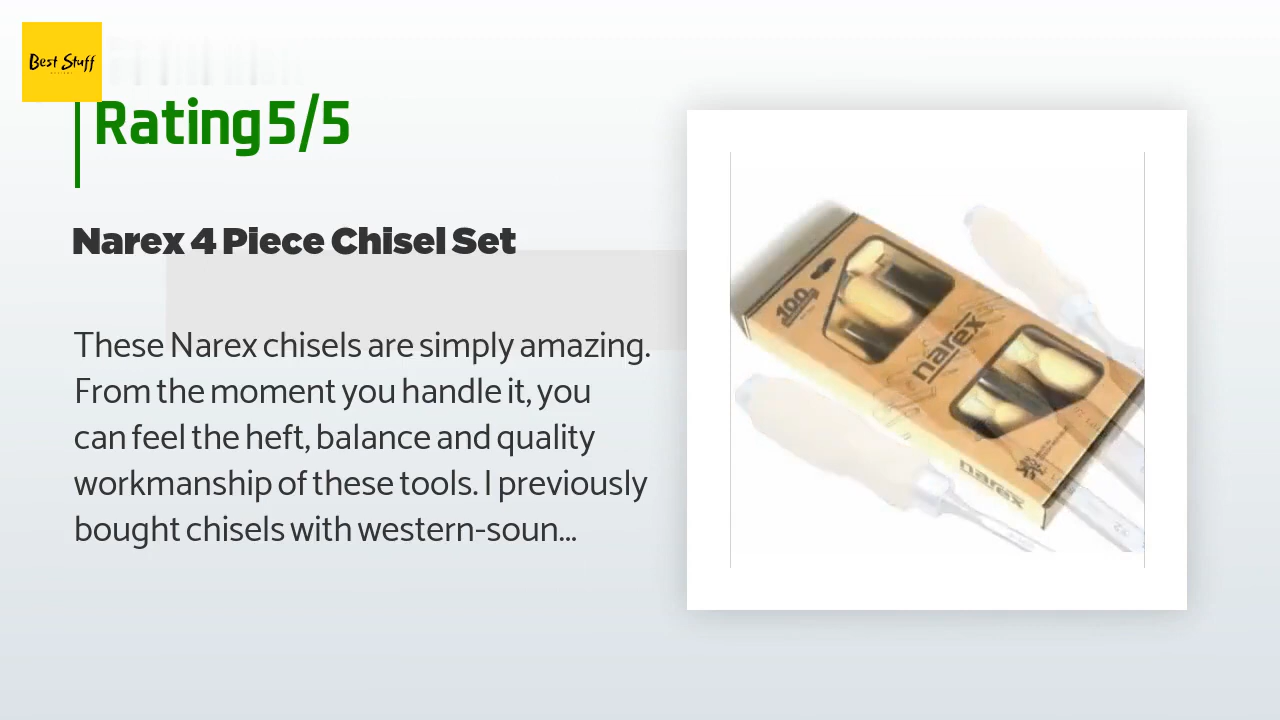 Best Stuff
Rating 5/5
Narex 4 Piece Chisel Set
These Narex chisels are simply amazing.
From the moment you handle it, you
can feel the heft, balance and quality
workmanship of these tools. I previously
bought chisels with western-soun...
100
narex
narex